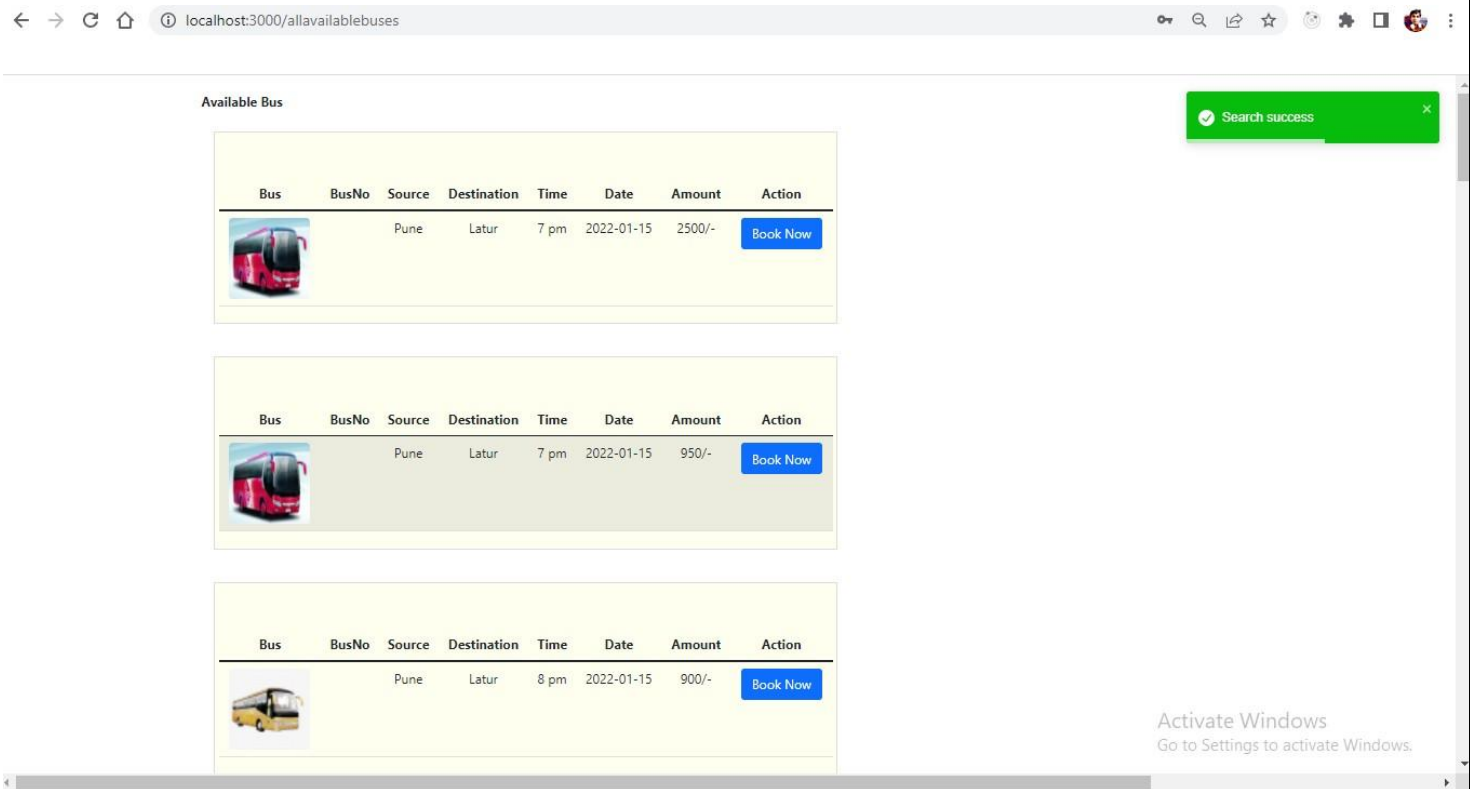 localhost:3000/allavailablebuses
Available Bus
Search success
Bus BusNo Source Destination Time Date Amount Action
Pune Latur 7 pm 2022-01-15 2500/- Book Now
Bus BusNo Source Destination Time Date Amount Action
Pune Latur 7 pm 2022-01-15 950/- Book Now
Bus BusNo Source Destination Time Date Amount Action
Pune Latur 8 pm 2022-01-15 900/- Book Now
Activate Windows
Go to Settings to activate Windows.